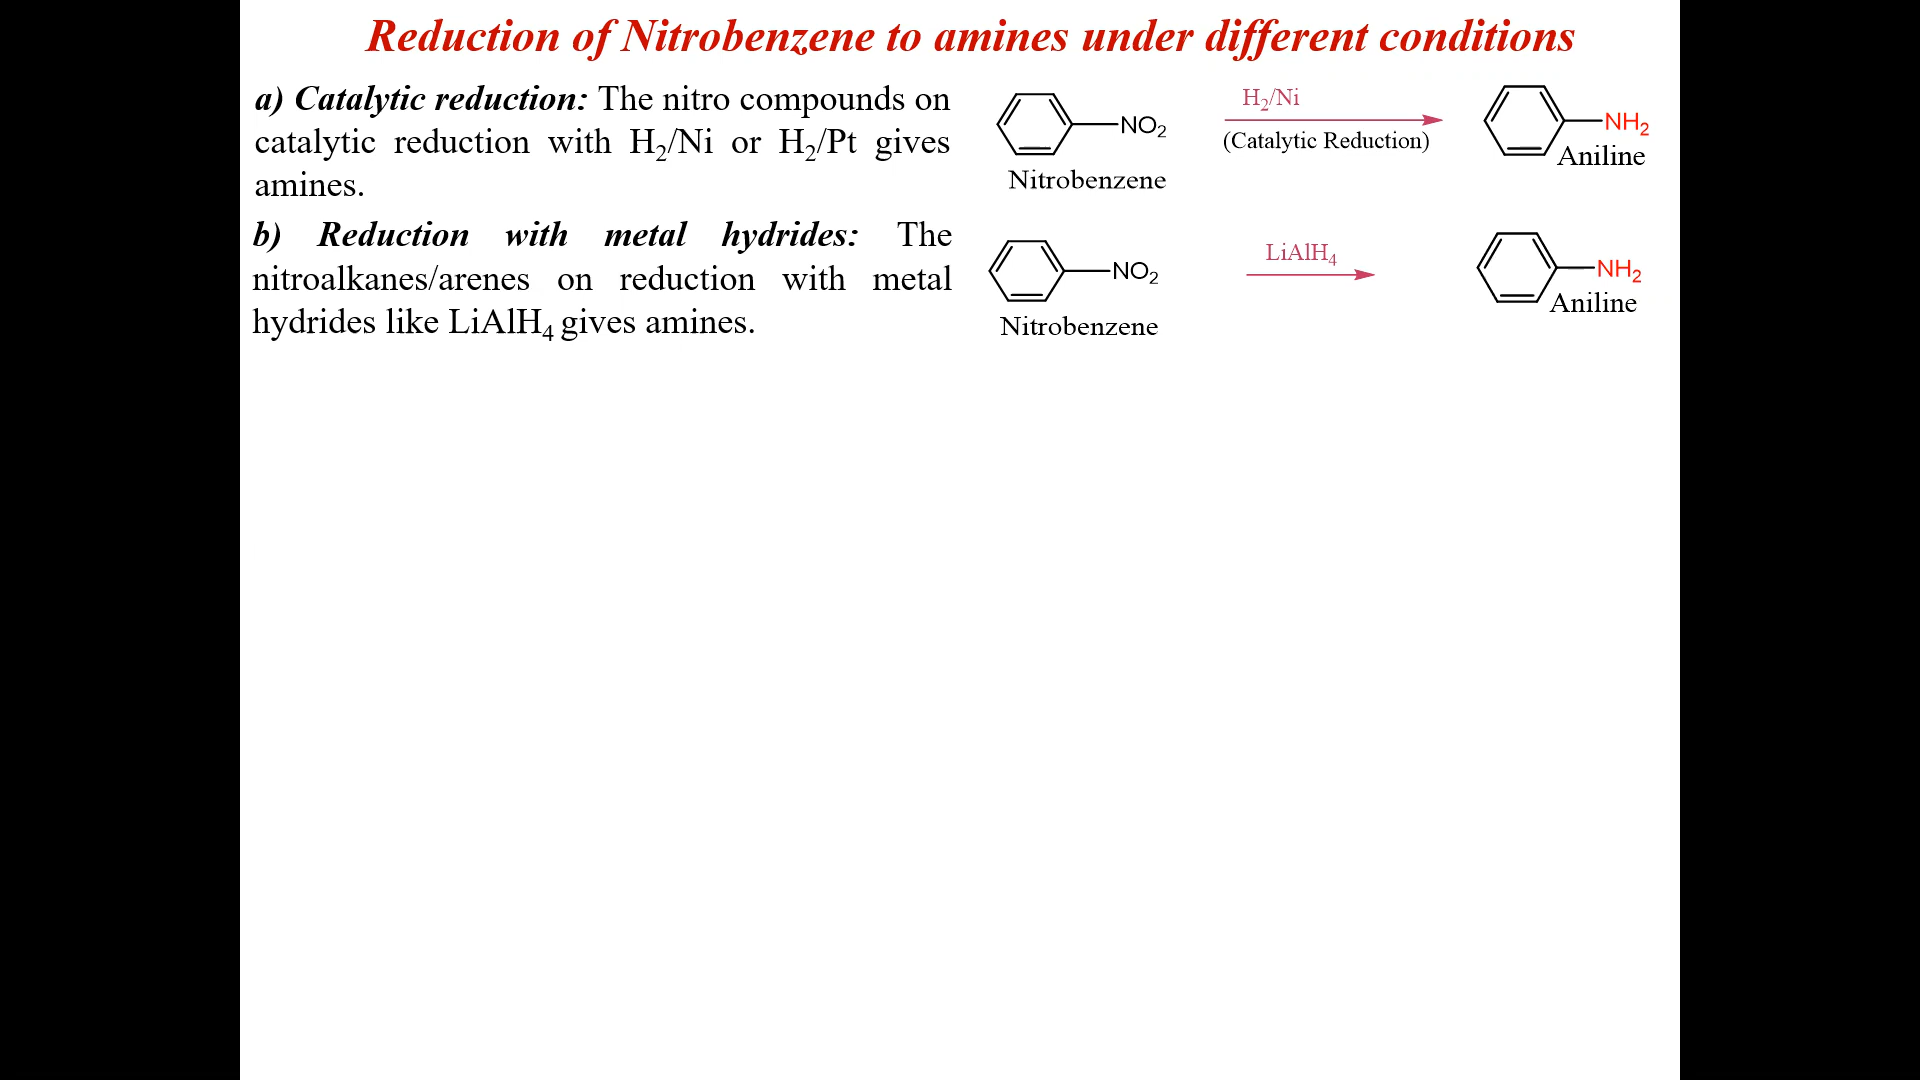 Reduction of Nitrobenzene to amines under different conditions
a) Catalytic reduction: The nitro compounds on
catalytic reduction with H₂/Ni or H₂/Pt gives
amines.
NO₂
Nitrobenzene
H₂/Ni
(Catalytic Reduction)
NH₂
Aniline
b) Reduction with metal hydrides: The
nitroalkanes/arenes on reduction with metal
hydrides like LiAlH₄ gives amines.
NO₂
Nitrobenzene
LiAlH₄
NH₂
Aniline